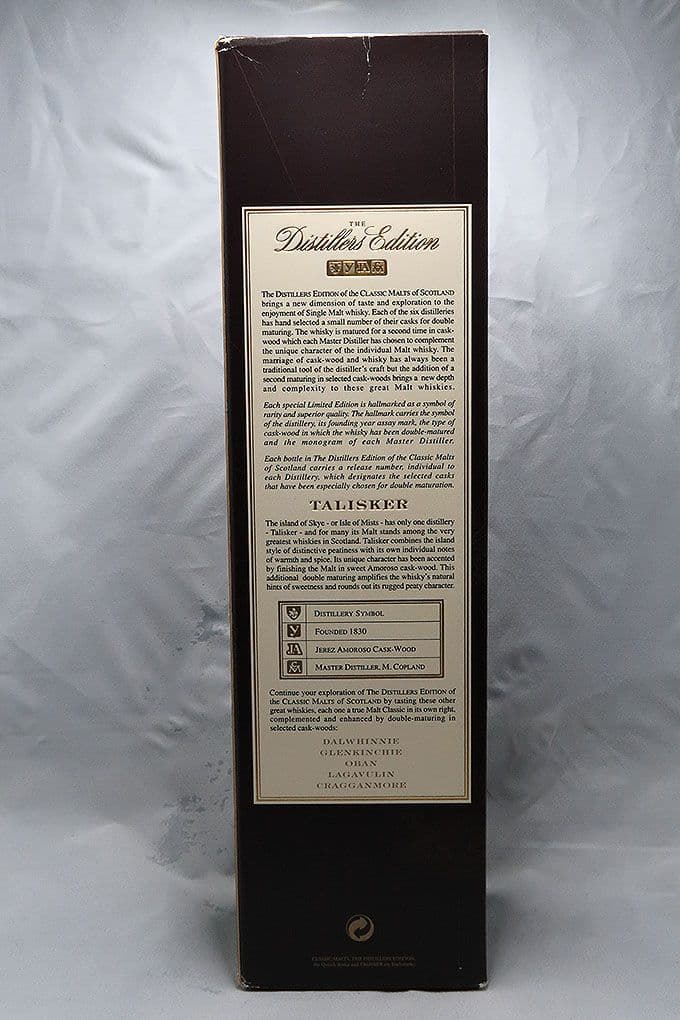 THE
Distillers Edition
The DISTILLERS EDITION of the CLASSIC MALTS of SCOTLAND
brings a new dimension of taste and exploration to the
enjoyment of Single Malt whisky. Each of the six distilleries
has hand selected a small number of their casks for double
maturing. The whisky is matured for a second time in cask-
wood which each Master Distiller has chosen to complement
the unique character of the individual Malt whisky. The
marriage of cask-wood and whisky has always been a
traditional tool of the distiller's craft but the addition of a
second maturing in selected cask-woods brings a new depth
and complexity to these great Malt whiskies.
Each special Limited Edition is hallmarked as a symbol of
rarity and superior quality. The hallmark carries the symbol
of the distillery, its founding year assay mark, the type of
cask-wood in which the whisky has been double-matured
and the monogram of each Master Distiller.
Each bottle in The Distillers Edition of the Classic Malts
of Scotland carries a release number, individual to
each Distillery, which designates the selected casks
that have been especially chosen for double maturation.
TALISKER
The island of Skye - or Isle of Mists - has only one distillery
- Talisker - and for many its Malt stands among the very
greatest whiskies in Scotland. Talisker combines the island
style of distinctive peatiness with its own individual notes
of warmth and spice. Its unique character has been accented
by finishing the Malt in sweet Amoroso cask-wood. This
additional double maturing amplifies the whisky's natural
hints of sweetness and rounds out its rugged peaty character.
DISTILLERY SYMBOL
Y FOUNDED 1830
JA JEREZ AMOROSO CASK-WOOD
MASTER DISTILLER, M. COPLAND
Continue your exploration of The DISTILLERS EDITION of
the CLASSIC MALTS of SCOTLAND by tasting these other
great whiskies, each one a true Malt Classic in its own right,
complemented and enhanced by double-maturing in
selected cask-woods:
DALWHINNIE
GLENKINCHIE
OBAN
LAGAVULIN
CRAGGANMORE
CLASSIC MALTS, THE DISTILLERS EDITION,